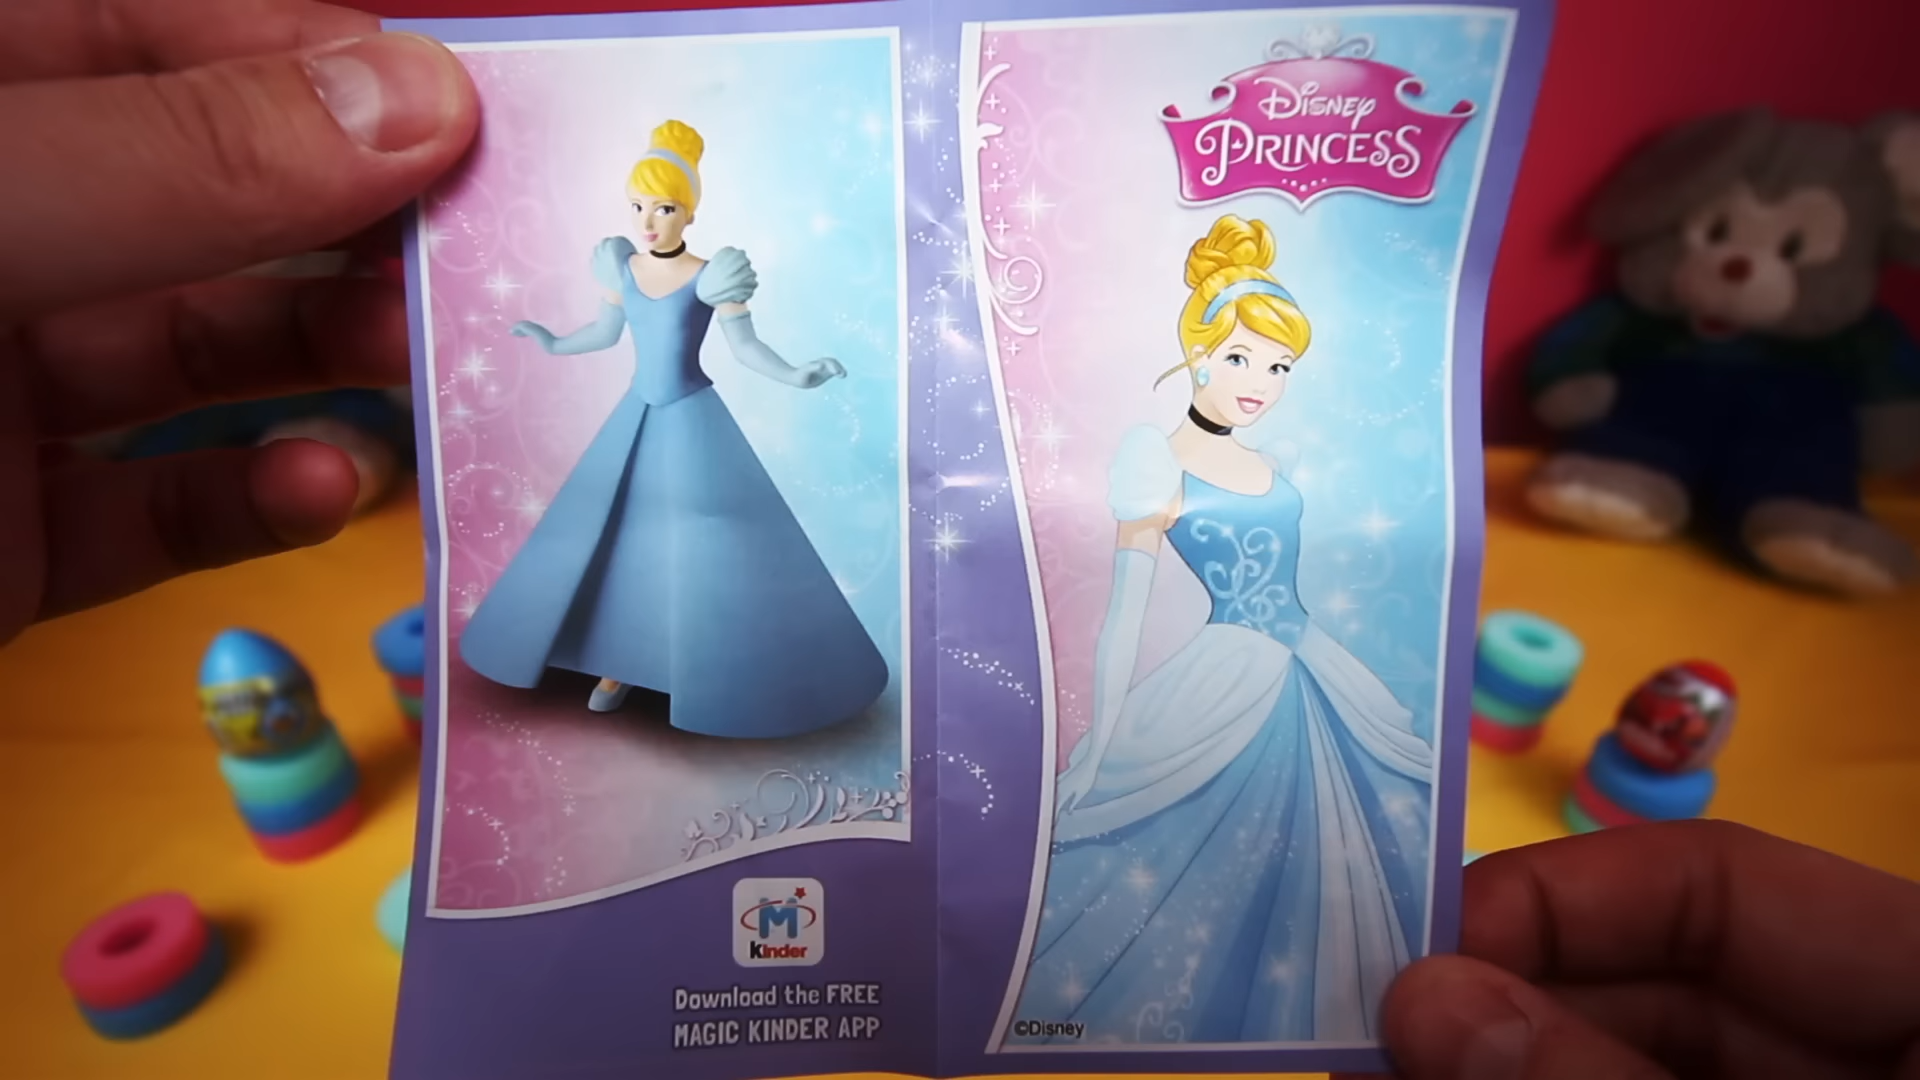 Disney
PRINCESS
M
kinder
Download the FREE
MAGIC KINDER APP
©Disney